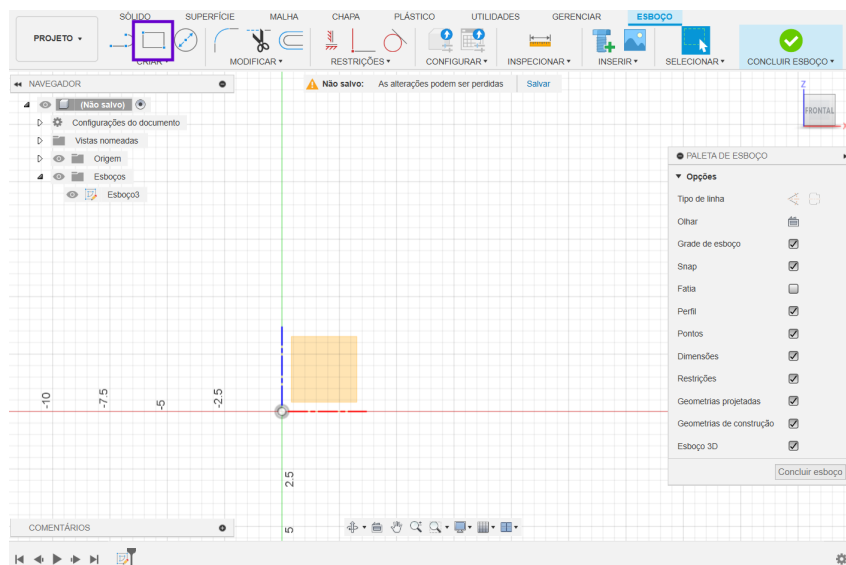 SÓLIDO SUPERFÍCIE MALHA CHAPA PLÁSTICO UTILIDADES GERENCIAR ESBOÇO
PROJETO
CRIAR MODIFICAR RESTRIÇÕES CONFIGURAR INSPECIONAR INSERIR SELECIONAR CONCLUIR ESBOÇO
NAVEGADOR
Não salvo: As alterações podem ser perdidas Salvar
(Não salvo)
Configurações do documento
Vistas nomeadas
Origem
Esboços
Esboço3
Z
FRONTAL
X
PALETA DE ESBOÇO
Opções
Tipo de linha
Olhar
Grade de esboço
Snap
Fatia
Perfil
Pontos
Dimensões
Restrições
Geometrias projetadas
Geometrias de construção
Esboço 3D
Concluir esboço
-10 -7.5 -5 -2.5
2.5
5
COMENTÁRIOS